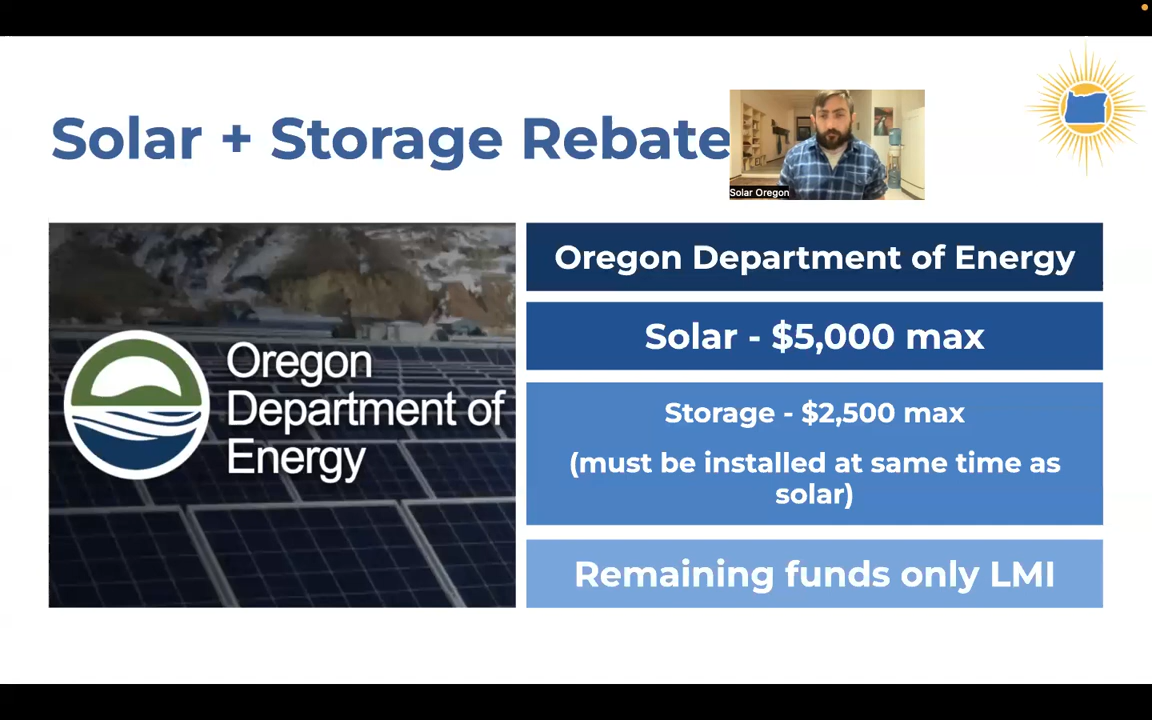 Solar + Storage Rebate
Solar Oregon
Oregon
Department of
Energy
Oregon Department of Energy
Solar - $5,000 max
Storage - $2,500 max
(must be installed at same time as
solar)
Remaining funds only LMI